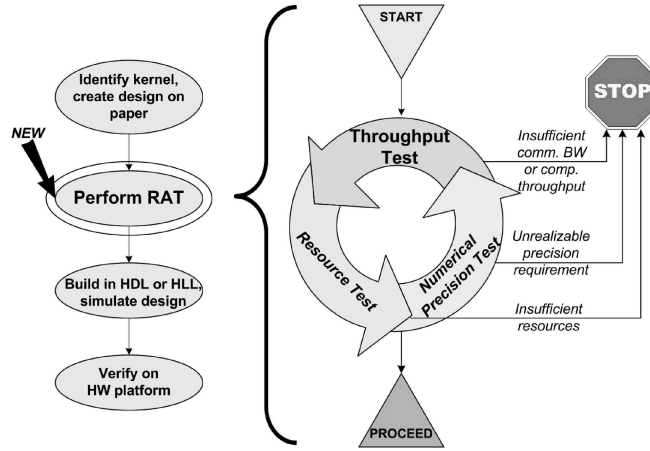 Identify kernel,
create design on
paper
NEW
Perform RAT
Build in HDL or HLL,
simulate design
Verify on
HW platform
START
Throughput
Test
Resource Test
Numerical
Precision Test
PROCEED
STOP
Insufficient
comm. BW
or comp.
throughput
Unrealizable
precision
requirement
Insufficient
resources